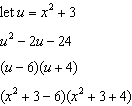 let u = x² + 3
u² − 2u − 24
(u − 6)(u + 4)
(x² + 3 − 6)(x² + 3 + 4)